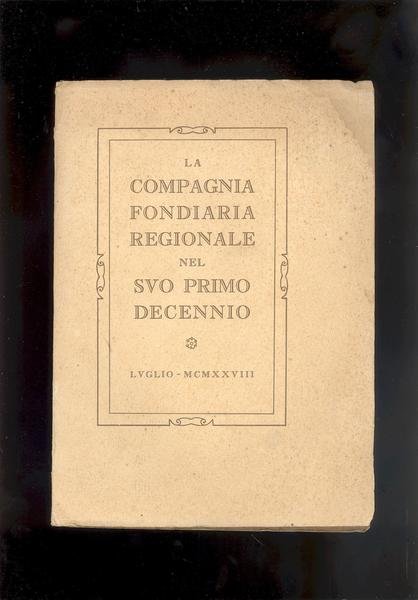 LA
COMPAGNIA
FONDIARIA
REGIONALE
NEL
SVO PRIMO
DECENNIO
LVGLIO - MCMXXVIII